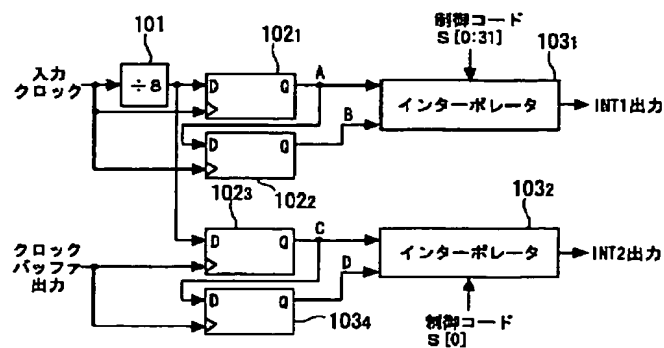 制御コード
S [0:31]
101
102₁
103₁
入力
クロック
÷8
D
Q
A
インターポレータ
INT1出力
B
D
Q
102₂
102₃
103₂
クロック
バッファ
出力
D
Q
C
インターポレータ
INT2出力
D
D
Q
103₄
制御コード
S [0]